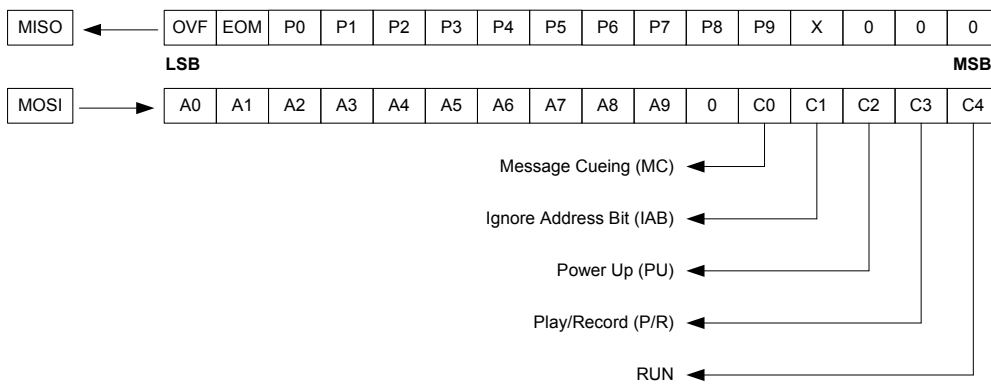 MISO OVF EOM P0 P1 P2 P3 P4 P5 P6 P7 P8 P9 X 0 0 0
LSB MSB
MOSI A0 A1 A2 A3 A4 A5 A6 A7 A8 A9 0 C0 C1 C2 C3 C4
Message Cueing (MC)
Ignore Address Bit (IAB)
Power Up (PU)
Play/Record (P/R)
RUN